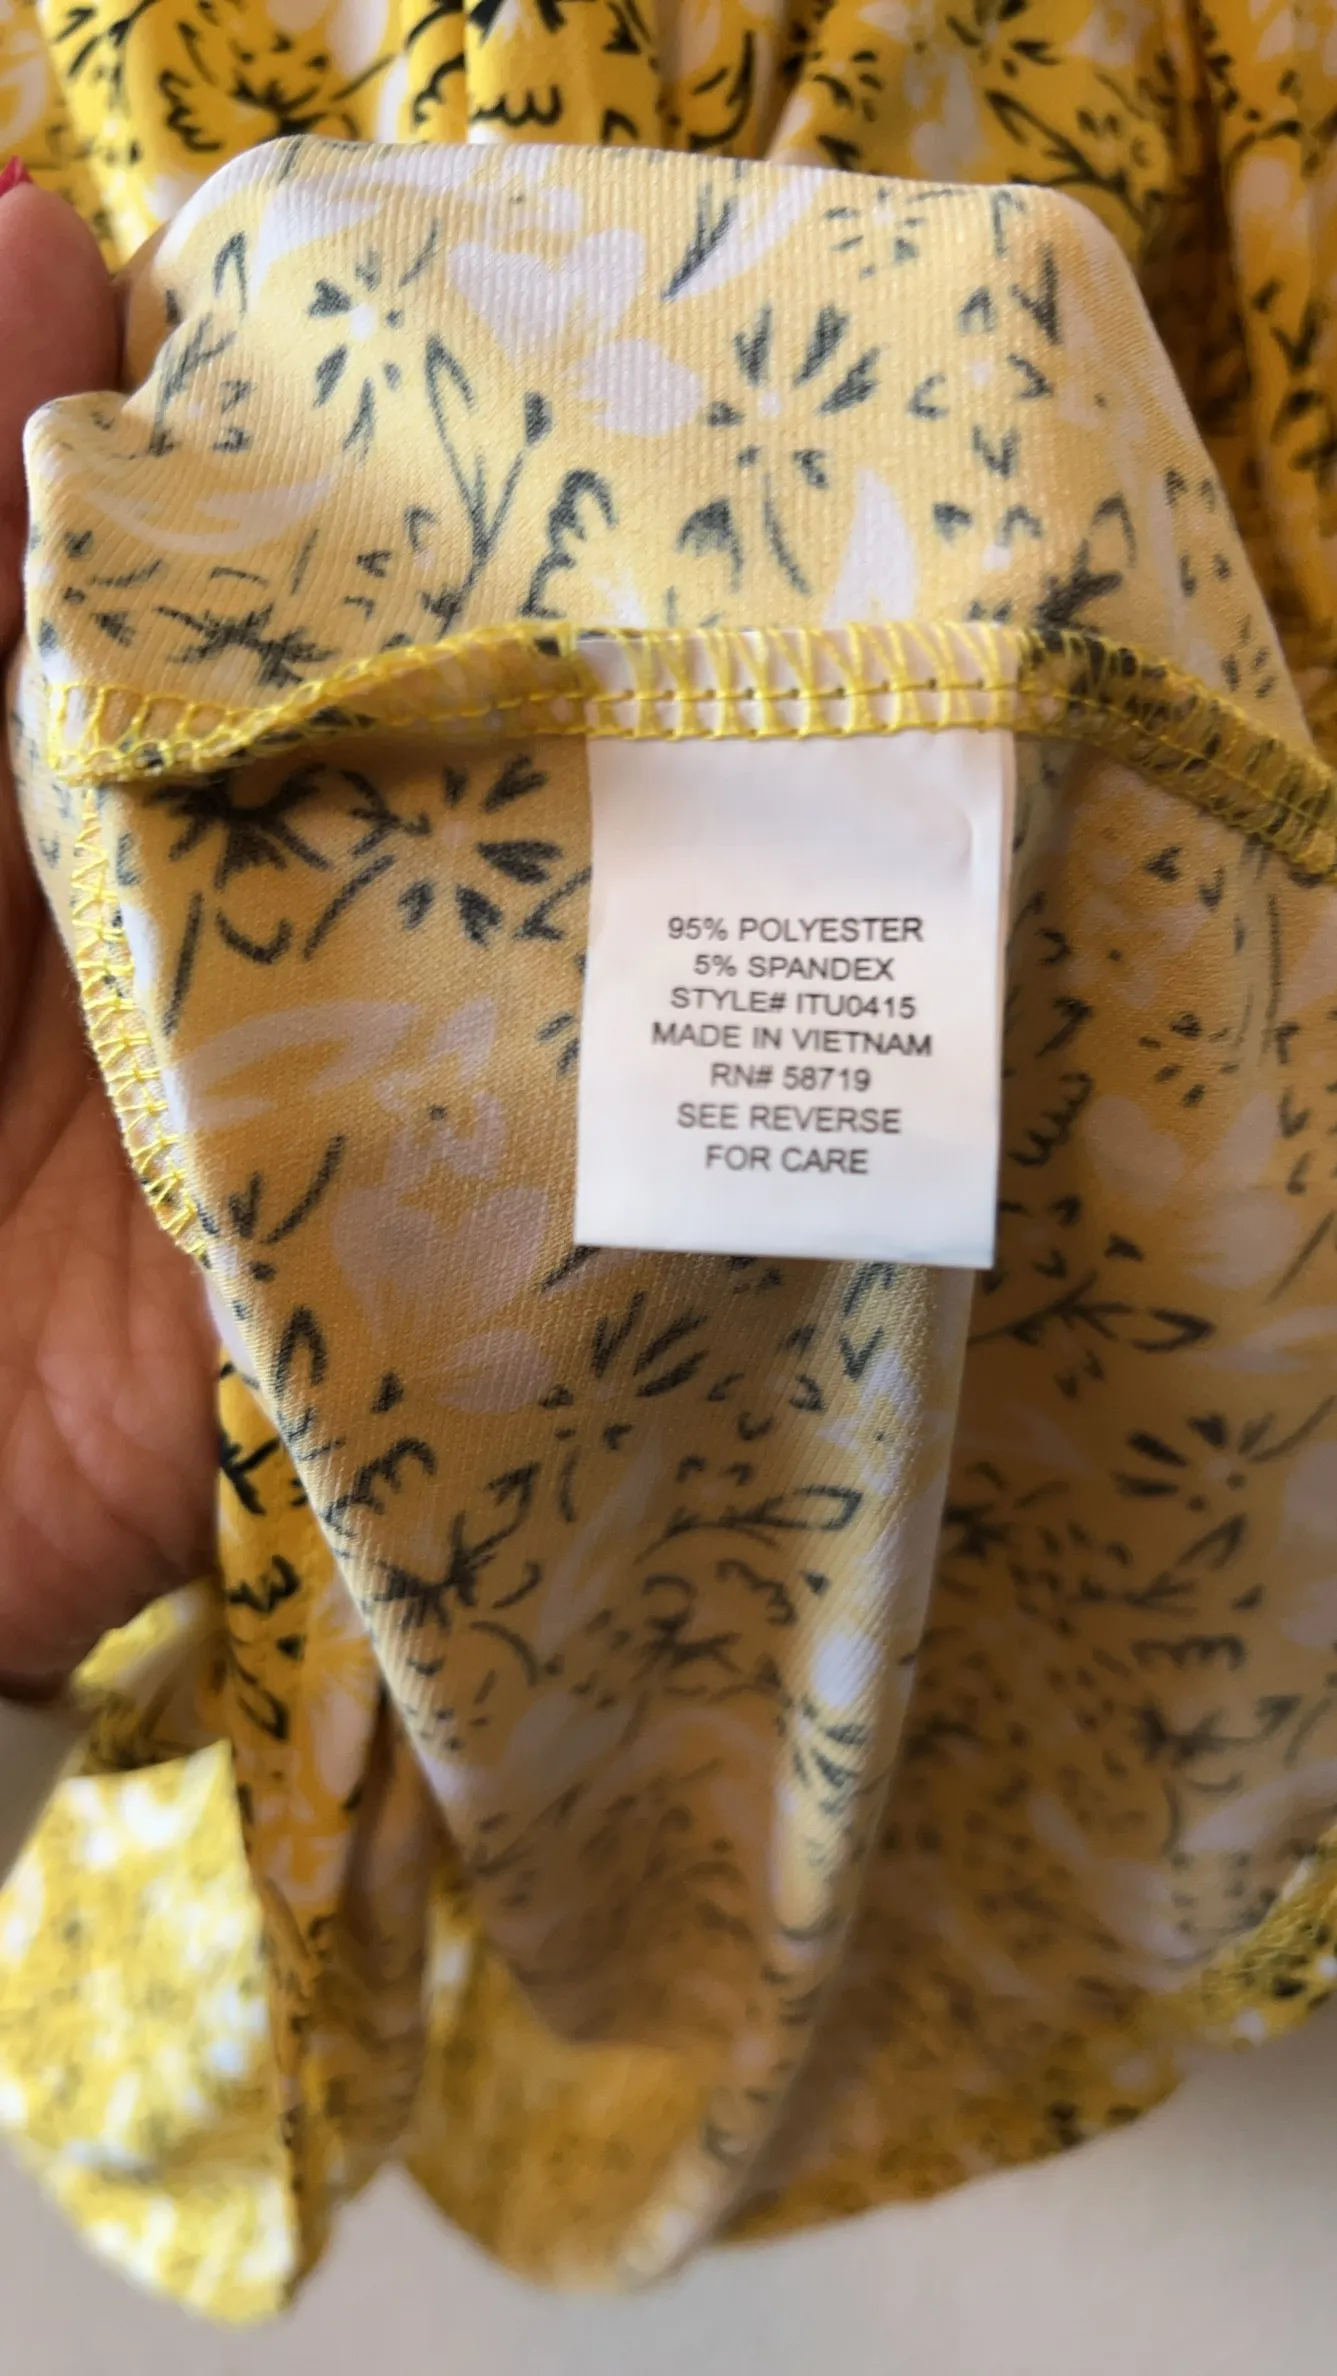 95% POLYESTER
5% SPANDEX
STYLE# ITU0415
MADE IN VIETNAM
RN# 58719
SEE REVERSE
FOR CARE